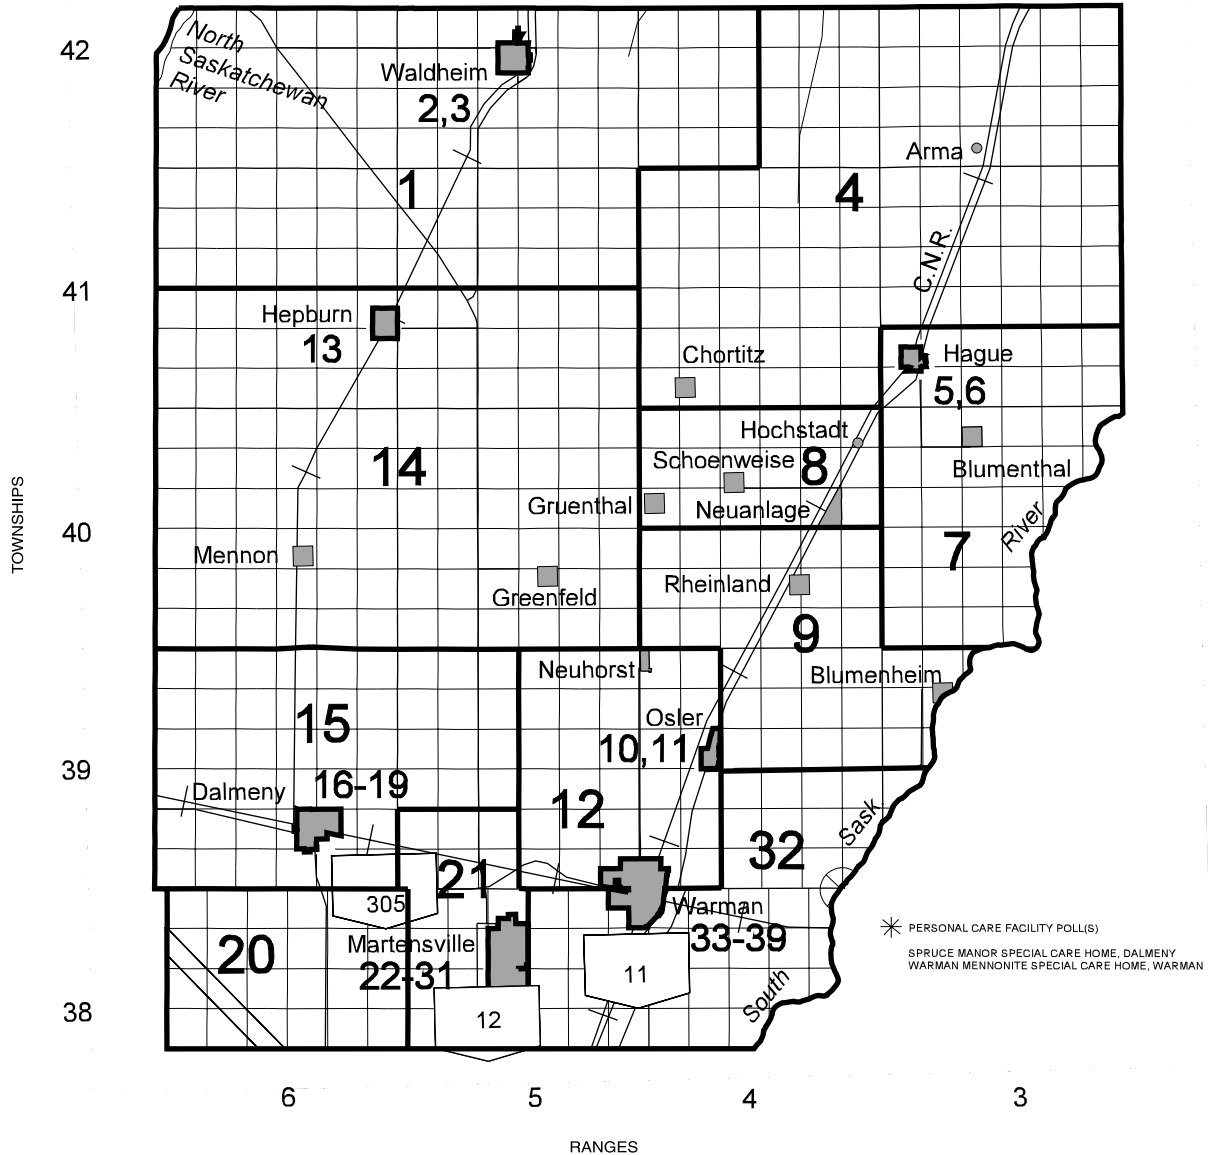 42
North
Saskatchewan
River
Waldheim
2,3
Arma
1
4
C.N.R.
41
Hepburn
13
Chortitz
Hague
5,6
Hochstadt
Schoenweise
8
14
Blumenthal
Gruenthal
Neuanlage
TOWNSHIPS
40
River
7
Mennon
Rheinland
Greenfeld
9
Neuhorst
Blumenheim
15
Osler
10,11
39
16-19
Dalmeny
12
Sask
32
21
305
Warman
33-39
PERSONAL CARE FACILITY POLL(S)
20
Martensville
22-31
SPRUCE MANOR SPECIAL CARE HOME, DALMENY
WARMAN MENNONITE SPECIAL CARE HOME, WARMAN
11
South
38
12
6 5 4 3
RANGES